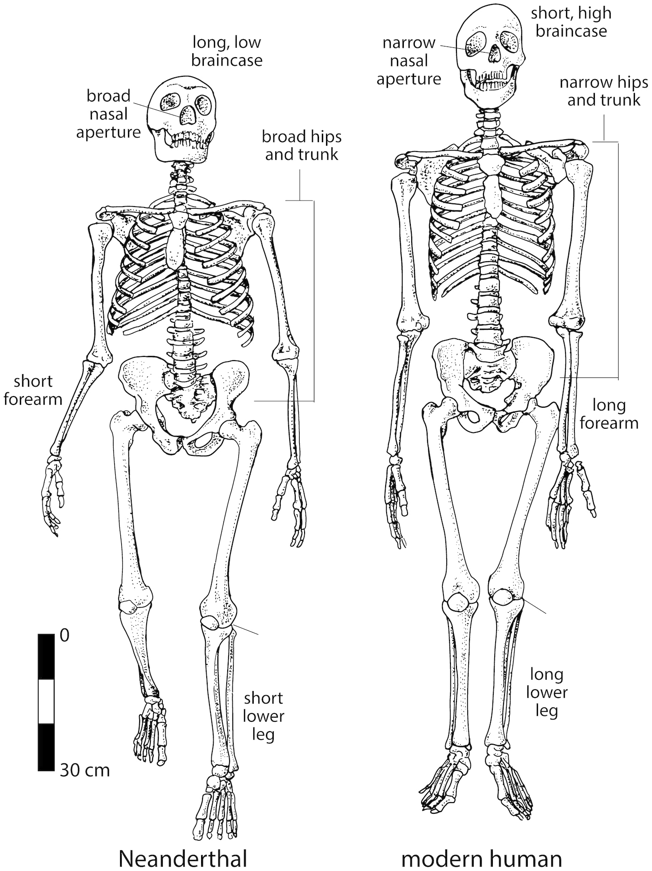 long, low
braincase
broad
nasal
aperture
broad hips
and trunk
short
forearm
short
lower
leg
0
30 cm
Neanderthal
short, high
braincase
narrow
nasal
aperture
narrow hips
and trunk
long
forearm
long
lower
leg
modern human